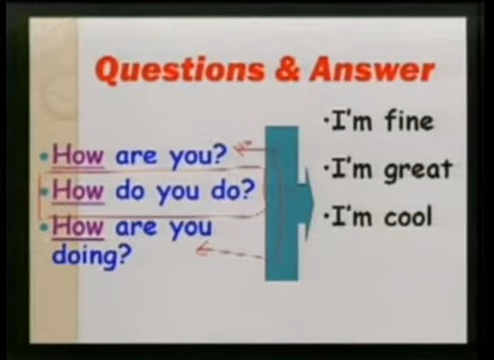 Questions & Answer
•How are you?
•How do you do?
•How are you
doing?
•I'm fine
•I'm great
•I'm cool